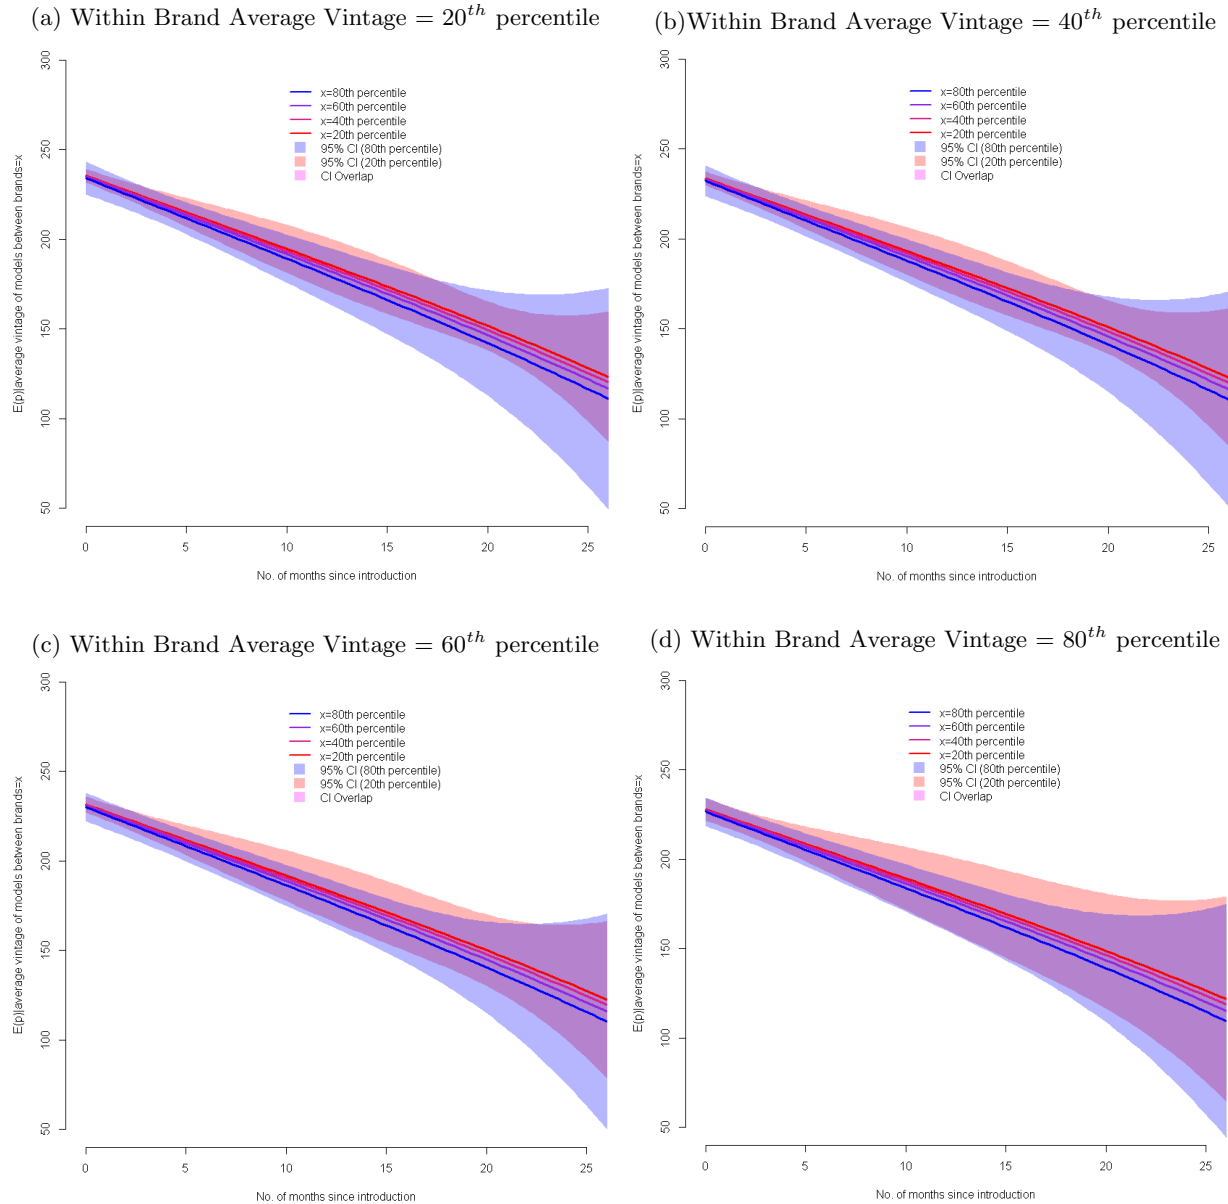 (a) Within Brand Average Vintage = 20th percentile
300
250
200
150
100
50
E(p)|average vintage of models between brands=x
x=80th percentile
x=60th percentile
x=40th percentile
x=20th percentile
95% CI (80th percentile)
95% CI (20th percentile)
CI Overlap
0 5 10 15 20 25
No. of months since introduction
(b)Within Brand Average Vintage = 40th percentile
300
250
200
150
100
50
E(p)|average vintage of models between brands=x
x=80th percentile
x=60th percentile
x=40th percentile
x=20th percentile
95% CI (80th percentile)
95% CI (20th percentile)
CI Overlap
0 5 10 15 20 25
No. of months since introduction
(c) Within Brand Average Vintage = 60th percentile
300
250
200
150
100
50
E(p)|average vintage of models between brands=x
x=80th percentile
x=60th percentile
x=40th percentile
x=20th percentile
95% CI (80th percentile)
95% CI (20th percentile)
CI Overlap
0 5 10 15 20 25
No. of months since introduction
(d) Within Brand Average Vintage = 80th percentile
300
250
200
150
100
50
E(p)|average vintage of models between brands=x
x=80th percentile
x=60th percentile
x=40th percentile
x=20th percentile
95% CI (80th percentile)
95% CI (20th percentile)
CI Overlap
0 5 10 15 20 25
No. of months since introduction